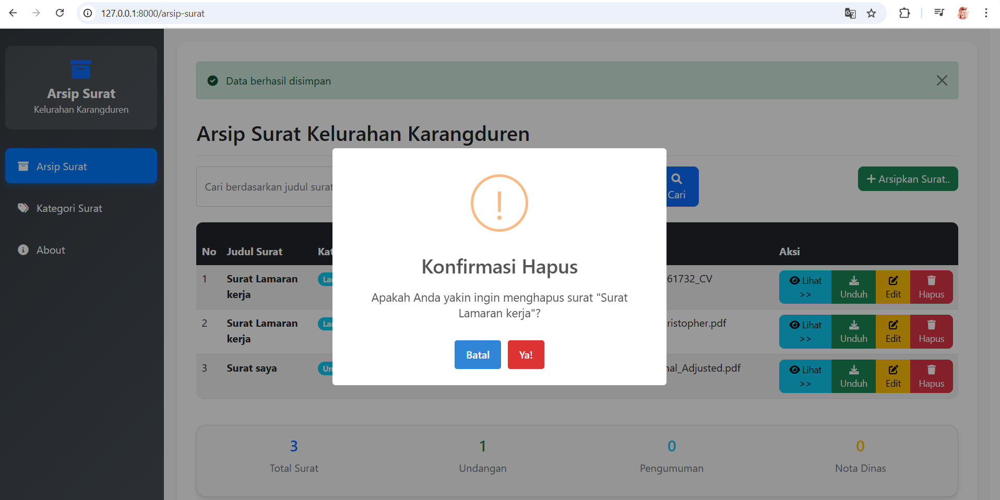 127.0.0.1:8000/arsip-surat
Arsip Surat
Kelurahan Karangduren
Arsip Surat
Kategori Surat
About
Data berhasil disimpan
Arsip Surat Kelurahan Karangduren
Cari berdasarkan judul surat
Cari
Arsipkan Surat..
No Judul Surat Kat Aksi
1 Surat Lamaran kerja La 61732_CV Lihat >> Unduh Edit Hapus
2 Surat Lamaran kerja La ristopher.pdf Lihat >> Unduh Edit Hapus
3 Surat saya Un nal_Adjusted.pdf Lihat >> Unduh Edit Hapus
!
Konfirmasi Hapus
Apakah Anda yakin ingin menghapus surat "Surat
Lamaran kerja"?
Batal Ya!
3 1 0 0
Total Surat Undangan Pengumuman Nota Dinas